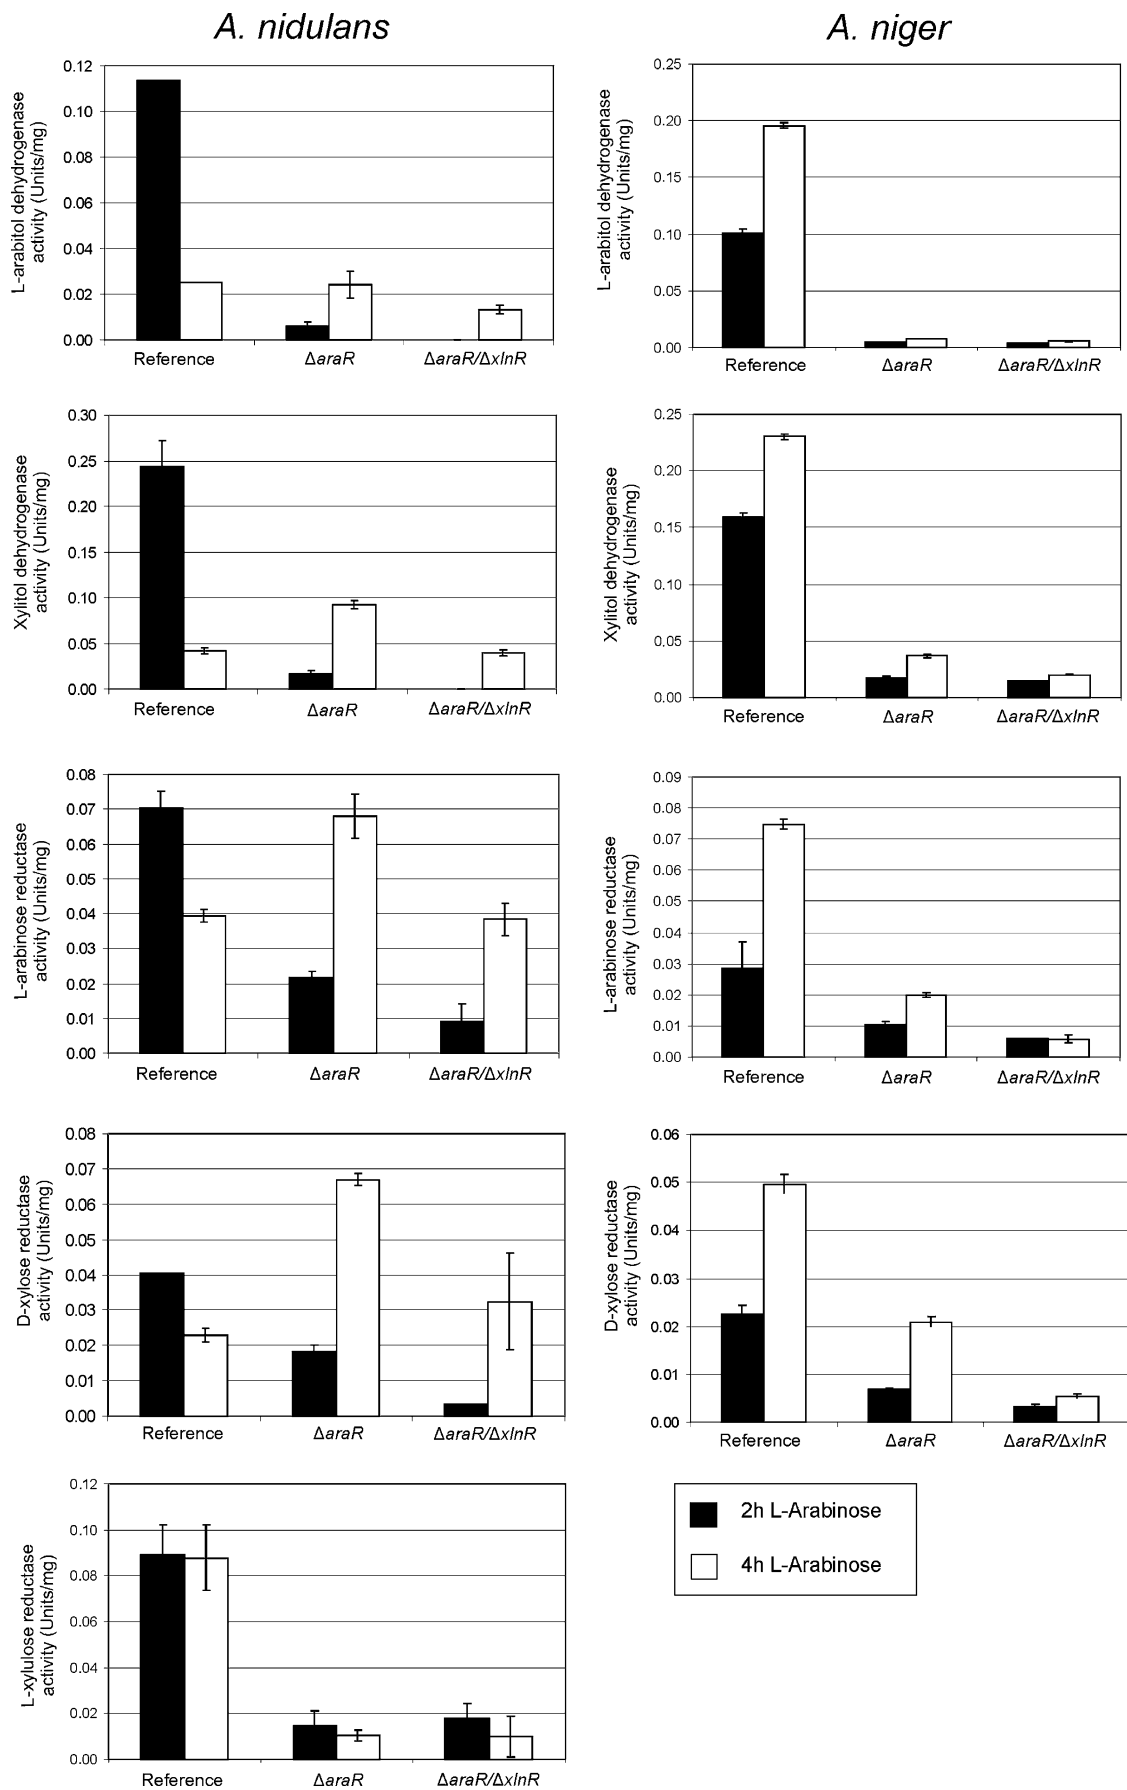 A. nidulans
A. niger
L-arabitol dehydrogenase
activity (Units/mg)
0.12
0.10
0.08
0.06
0.04
0.02
0.00
Reference
ΔaraR
ΔaraR/ΔxlnR
L-arabitol dehydrogenase
activity (Units/mg)
0.25
0.20
0.15
0.10
0.05
0.00
Reference
ΔaraR
ΔaraR/ΔxlnR
Xylitol dehydrogenase
activity (Units/mg)
0.30
0.25
0.20
0.15
0.10
0.05
0.00
Reference
ΔaraR
ΔaraR/ΔxlnR
Xylitol dehydrogenase
activity (Units/mg)
0.25
0.20
0.15
0.10
0.05
0.00
Reference
ΔaraR
ΔaraR/ΔxlnR
L-arabinose reductase
activity (Units/mg)
0.08
0.07
0.06
0.05
0.04
0.03
0.02
0.01
0.00
Reference
ΔaraR
ΔaraR/ΔxlnR
L-arabinose reductase
activity (Units/mg)
0.09
0.08
0.07
0.06
0.05
0.04
0.03
0.02
0.01
0.00
Reference
ΔaraR
ΔaraR/ΔxlnR
D-xylose reductase
activity (Units/mg)
0.08
0.07
0.06
0.05
0.04
0.03
0.02
0.01
0.00
Reference
ΔaraR
ΔaraR/ΔxlnR
D-xylose reductase
activity (Units/mg)
0.06
0.05
0.04
0.03
0.02
0.01
0.00
Reference
ΔaraR
ΔaraR/ΔxlnR
L-xylulose reductase
activity (Units/mg)
0.12
0.10
0.08
0.06
0.04
0.02
0.00
Reference
ΔaraR
ΔaraR/ΔxlnR
2h L-Arabinose
4h L-Arabinose